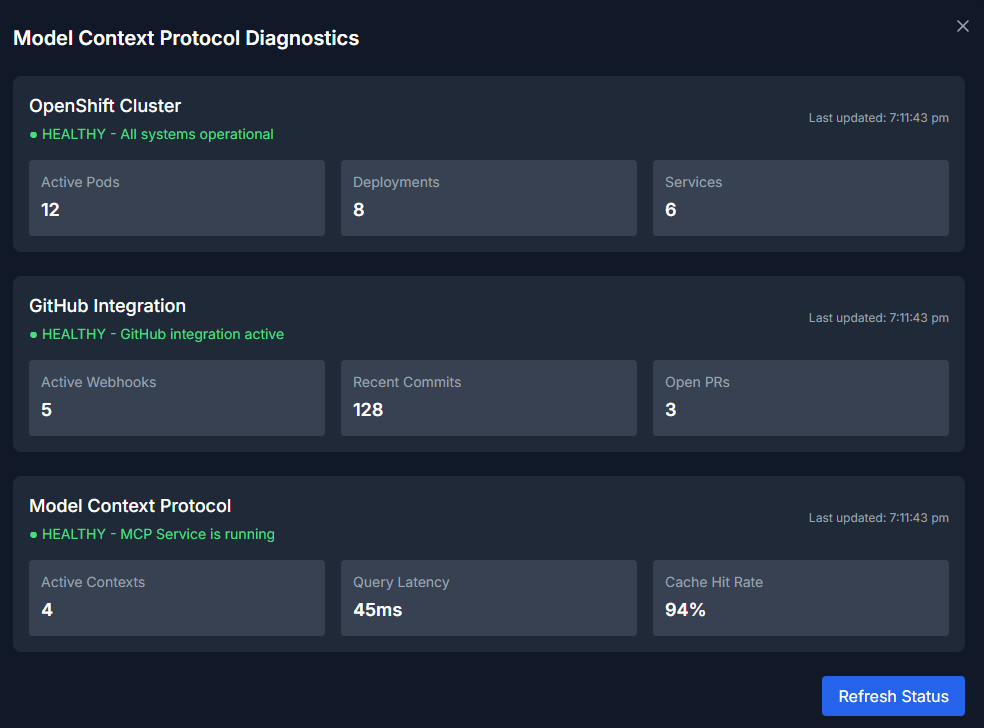 Model Context Protocol Diagnostics
OpenShift Cluster
HEALTHY - All systems operational
Last updated: 7:11:43 pm
Active Pods
12
Deployments
8
Services
6
GitHub Integration
HEALTHY - GitHub integration active
Last updated: 7:11:43 pm
Active Webhooks
5
Recent Commits
128
Open PRs
3
Model Context Protocol
HEALTHY - MCP Service is running
Last updated: 7:11:43 pm
Active Contexts
4
Query Latency
45ms
Cache Hit Rate
94%
Refresh Status